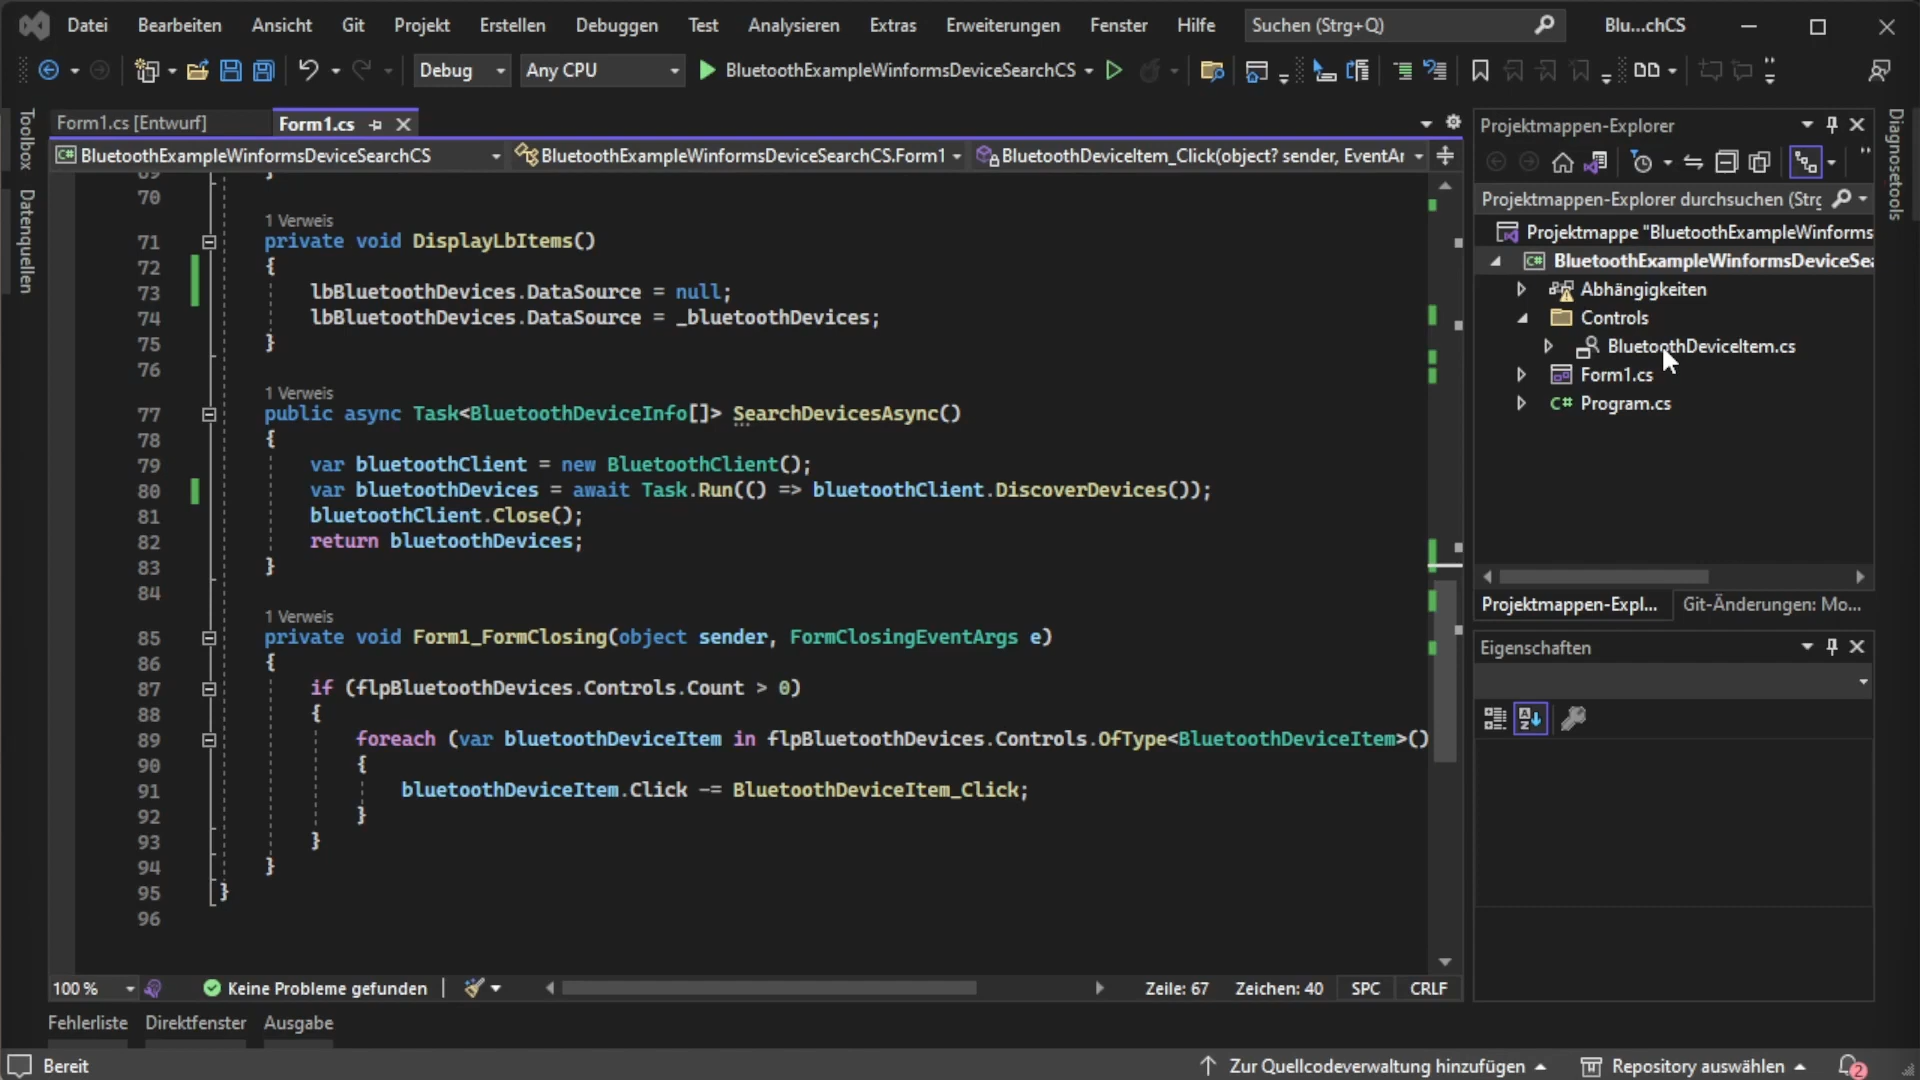 Datei Bearbeiten Ansicht Git Projekt Erstellen Debuggen Test Analysieren Extras Erweiterungen Fenster Hilfe Suchen (Strg+Q) Blu...chCS
Debug Any CPU BluetoothExampleWinformsDeviceSearchCS
Toolbox
Datenquellen
Form1.cs [Entwurf] Form1.cs
BluetoothExampleWinformsDeviceSearchCS BluetoothExampleWinformsDeviceSearchCS.Form1 BluetoothDeviceItem_Click(object? sender, EventAr
69 }
70
1 Verweis
71 private void DisplayLbItems()
72 {
73 lbBluetoothDevices.DataSource = null;
74 lbBluetoothDevices.DataSource = _bluetoothDevices;
75 }
76
1 Verweis
77 public async Task<BluetoothDeviceInfo[]> SearchDevicesAsync()
78 {
79 var bluetoothClient = new BluetoothClient();
80 var bluetoothDevices = await Task.Run(() => bluetoothClient.DiscoverDevices());
81 bluetoothClient.Close();
82 return bluetoothDevices;
83 }
84
1 Verweis
85 private void Form1_FormClosing(object sender, FormClosingEventArgs e)
86 {
87 if (flpBluetoothDevices.Controls.Count > 0)
88 {
89 foreach (var bluetoothDeviceItem in flpBluetoothDevices.Controls.OfType<BluetoothDeviceItem>()
90 {
91 bluetoothDeviceItem.Click -= BluetoothDeviceItem_Click;
92 }
93 }
94 }
95 }
96
100 % Keine Probleme gefunden Zeile: 67 Zeichen: 40 SPC CRLF
Fehlerliste Direktfenster Ausgabe
Projektmappen-Explorer
Projektmappen-Explorer durchsuchen (Strg
Projektmappe "BluetoothExampleWinforms
BluetoothExampleWinformsDeviceSea
Abhängigkeiten
Controls
BluetoothDeviceItem.cs
Form1.cs
Program.cs
Projektmappen-Expl... Git-Änderungen: Mo...
Eigenschaften
Diagnosetools
Bereit Zur Quellcodeverwaltung hinzufügen Repository auswählen 2